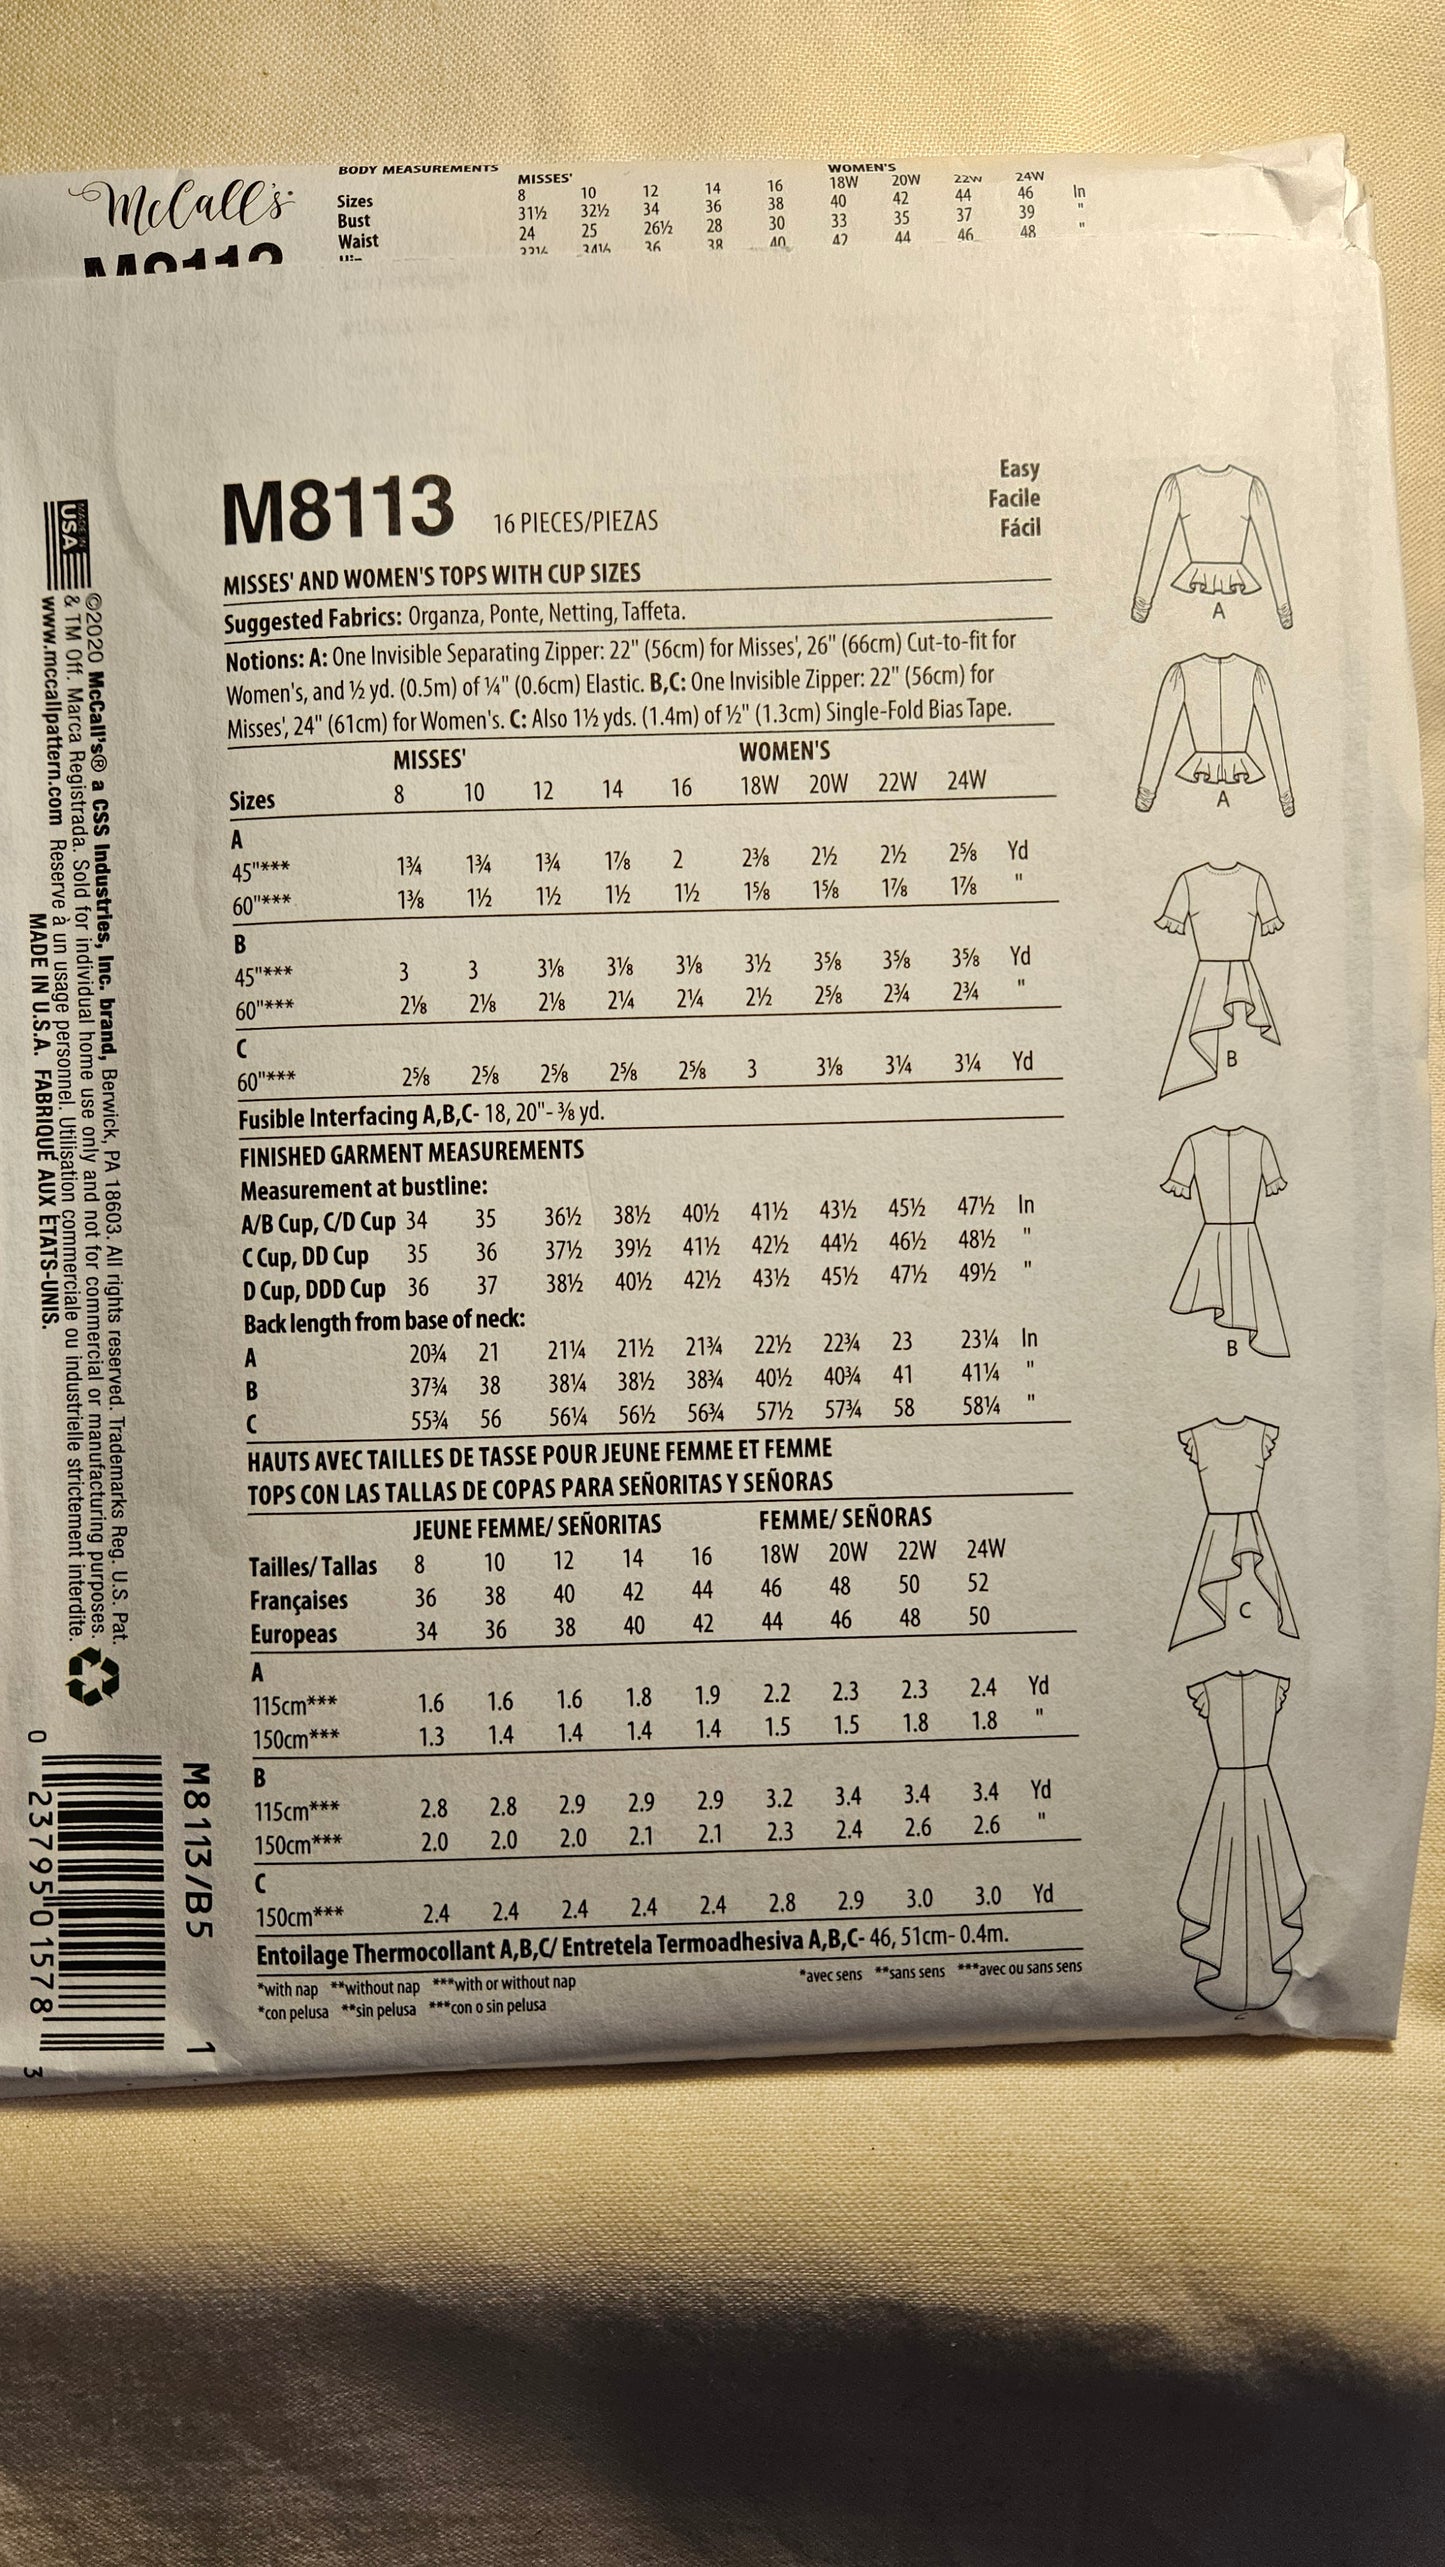 McCall's
BODY MEASUREMENTS
MISSES' WOMEN'S
Sizes 8 10 12 14 16 18W 20W 22W 24W
Bust 31½ 32½ 34 36 38 40 42 44 46 In
Waist 24 25 26½ 28 30 33 35 37 39 "
36 38 40 42 44 46 48 "
M8113 16 PIECES/PIEZAS
Easy
Facile
Fácil
MISSES' AND WOMEN'S TOPS WITH CUP SIZES
Suggested Fabrics: Organza, Ponte, Netting, Taffeta.
Notions: A: One Invisible Separating Zipper: 22" (56cm) for Misses', 26" (66cm) Cut-to-fit for
Women's, and ½ yd. (0.5m) of ¼" (0.6cm) Elastic. B,C: One Invisible Zipper: 22" (56cm) for
Misses', 24" (61cm) for Women's. C: Also 1½ yds. (1.4m) of ½" (1.3cm) Single-Fold Bias Tape.
MISSES' WOMEN'S
Sizes 8 10 12 14 16 18W 20W 22W 24W
A
45"*** 1¾ 1¾ 1¾ 1⅞ 2 2⅜ 2½ 2½ 2⅝ Yd
60"*** 1⅜ 1½ 1½ 1½ 1½ 1⅝ 1⅝ 1⅞ 1⅞ "
B
45"*** 3 3 3⅛ 3⅛ 3⅛ 3½ 3⅝ 3⅝ 3⅝ Yd
60"*** 2⅛ 2⅛ 2⅛ 2¼ 2¼ 2½ 2⅝ 2¾ 2¾ "
C
60"*** 2⅝ 2⅝ 2⅝ 2⅝ 2⅝ 3 3⅛ 3¼ 3¼ Yd
Fusible Interfacing A,B,C- 18, 20"- ⅜ yd.
FINISHED GARMENT MEASUREMENTS
Measurement at bustline:
A/B Cup, C/D Cup 34 35 36½ 38½ 40½ 41½ 43½ 45½ 47½ In
C Cup, DD Cup 35 36 37½ 39½ 41½ 42½ 44½ 46½ 48½ "
D Cup, DDD Cup 36 37 38½ 40½ 42½ 43½ 45½ 47½ 49½ "
Back length from base of neck:
A 20¾ 21 21¼ 21½ 21¾ 22½ 22¾ 23 23¼ In
B 37¾ 38 38¼ 38½ 38¾ 40½ 40¾ 41 41¼ "
C 55¾ 56 56¼ 56½ 56¾ 57½ 57¾ 58 58¼ "
HAUTS AVEC TAILLES DE TASSE POUR JEUNE FEMME ET FEMME
TOPS CON LAS TALLAS DE COPAS PARA SEÑORITAS Y SEÑORAS
JEUNE FEMME/ SEÑORITAS FEMME/ SEÑORAS
Tailles/ Tallas 8 10 12 14 16 18W 20W 22W 24W
Françaises 36 38 40 42 44 46 48 50 52
Europeas 34 36 38 40 42 44 46 48 50
A
115cm*** 1.6 1.6 1.6 1.8 1.9 2.2 2.3 2.3 2.4 Yd
150cm*** 1.3 1.4 1.4 1.4 1.4 1.5 1.5 1.8 1.8 "
B
115cm*** 2.8 2.8 2.9 2.9 2.9 3.2 3.4 3.4 3.4 Yd
150cm*** 2.0 2.0 2.0 2.1 2.1 2.3 2.4 2.6 2.6 "
C
150cm*** 2.4 2.4 2.4 2.4 2.4 2.8 2.9 3.0 3.0 Yd
Entoilage Thermocollant A,B,C/ Entretela Termoadhesiva A,B,C- 46, 51cm- 0.4m.
*with nap **without nap ***with or without nap *avec sens **sans sens ***avec ou sans sens
*con pelusa **sin pelusa ***con o sin pelusa
A
A
B
B
C
C
MADE IN USA
©2020 McCall's® a CSS Industries, Inc. brand, Berwick, PA 18603. All rights reserved. Trademarks Reg. U.S. Pat.
& TM Off. Marca Registrada. Sold for individual home use only and not for commercial or manufacturing purposes.
www.mccallpattern.com Reservé à un usage personnel. Utilisation commerciale ou industrielle strictement interdite.
MADE IN U.S.A. FABRIQUÉ AUX ÉTATS-UNIS.
M8113/B5 1
0 23795 01578 3